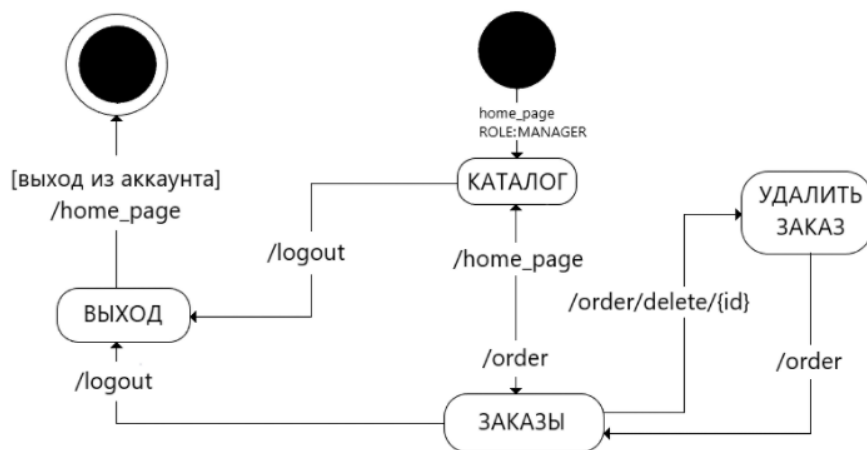 home_page
ROLE:MANAGER
[выход из аккаунта]
/home_page
КАТАЛОГ
УДАЛИТЬ
ЗАКАЗ
/logout
/home_page
ВЫХОД
/order/delete/{id}
/logout
/order
/order
ЗАКАЗЫ